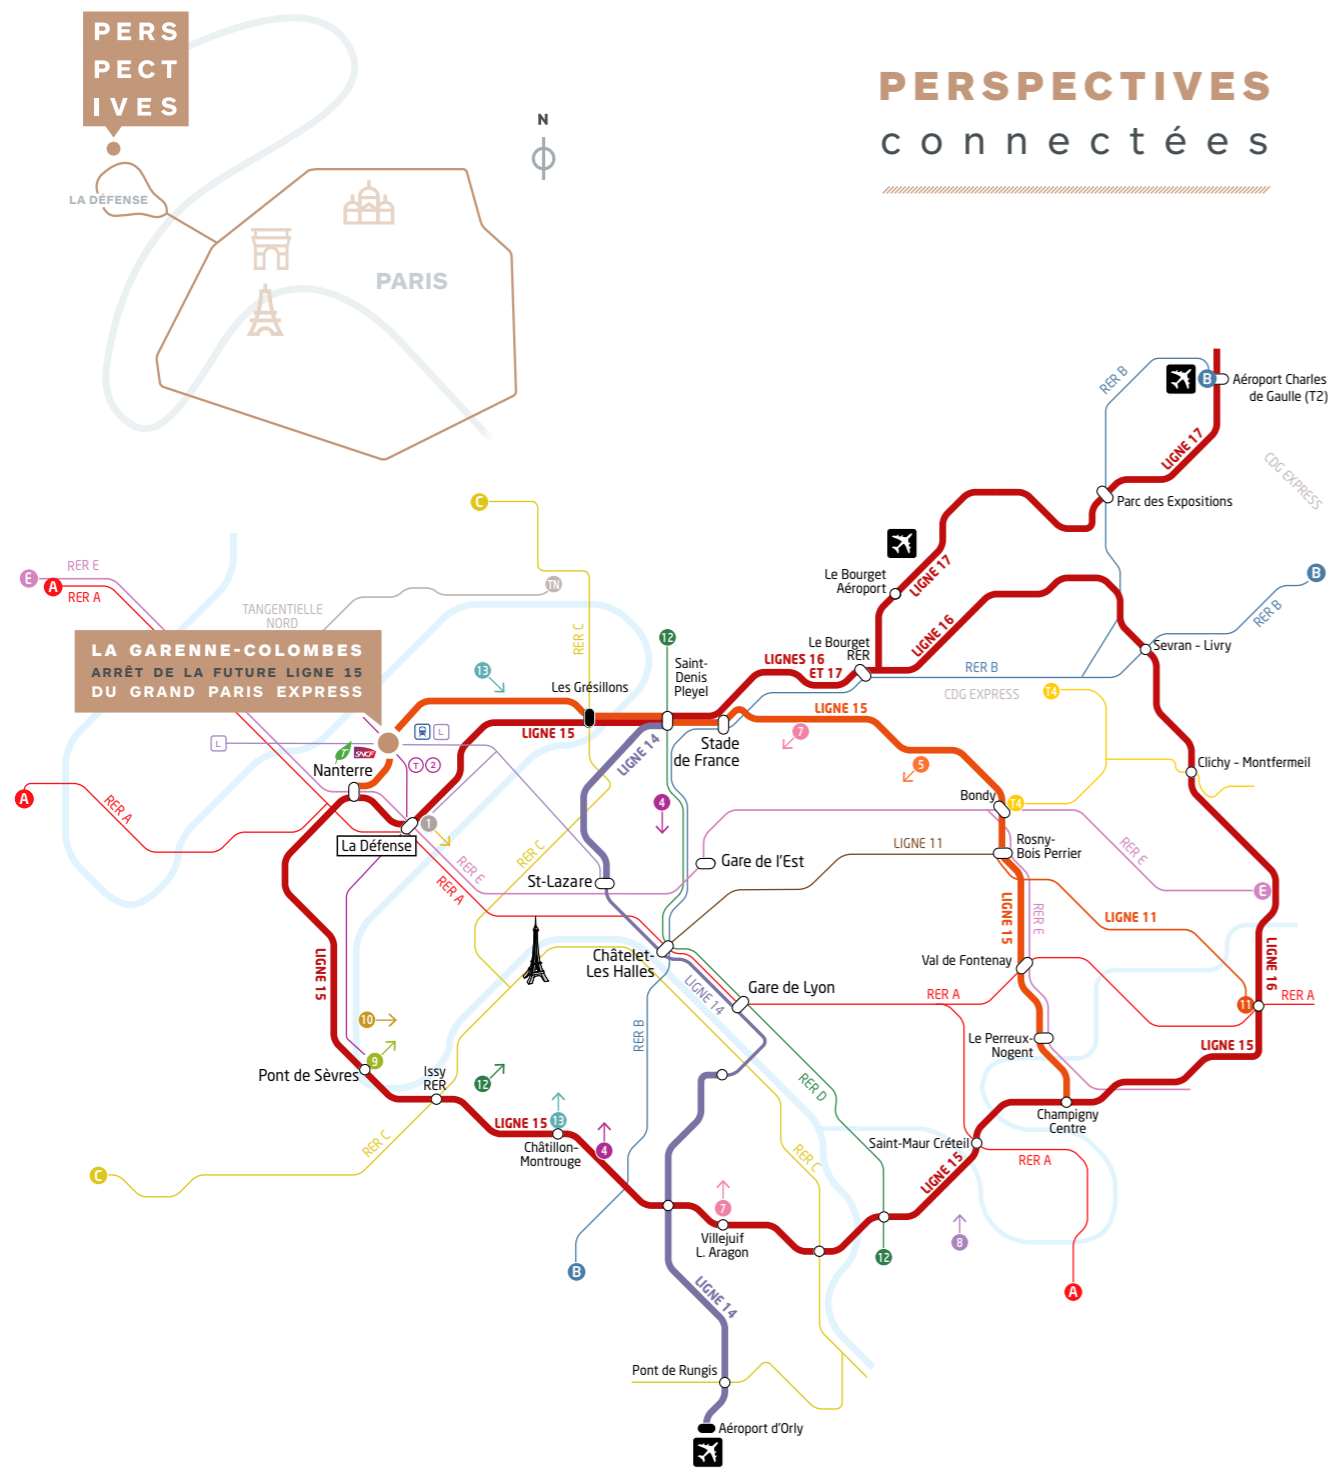 PERS
PECT
IVES
LA DÉFENSE
PARIS
N
PERSPECTIVES
connectées
RER B
B
Aéroport Charles
de Gaulle (T2)
LIGNE 17
CDG EXPRESS
Parc des Expositions
C
Le Bourget
Aéroport
LIGNE 17
B
RER B
E
RER E
A
RER A
TN
TANGENTIELLE
NORD
RER C
12
LIGNE 16
Le Bourget
RER
Sevran - Livry
LA GARENNE-COLOMBES
ARRÊT DE LA FUTURE LIGNE 15
DU GRAND PARIS EXPRESS
13
Saint-
Denis
Pleyel
LIGNES 16
ET 17
RER B
CDG EXPRESS
T4
Les Grésillons
LIGNE 15
LIGNE 15
7
Stade
de France
LIGNE 14
L
L
T
SNCF
T
2
Nanterre
5
Clichy - Montfermeil
A
RER A
4
Bondy
T4
1
La Défense
LIGNE 11
Rosny-
Bois Perrier
RER E
RER C
RER E
RER A
Gare de l'Est
St-Lazare
E
LIGNE 15
RER E
LIGNE 11
LIGNE 15
Châtelet-
Les Halles
Val de Fontenay
LIGNE 16
LIGNE 14
Gare de Lyon
RER A
11
RER A
10
RER B
Le Perreux-
Nogent
LIGNE 15
9
Pont de Sèvres
Issy
RER
12
RER D
LIGNE 15
13
Châtillon-
Montrouge
4
Champigny
Centre
RER C
RER C
Saint-Maur Créteil
RER A
C
LIGNE 15
7
Villejuif
L. Aragon
8
12
B
A
LIGNE 14
Pont de Rungis
Aéroport d'Orly